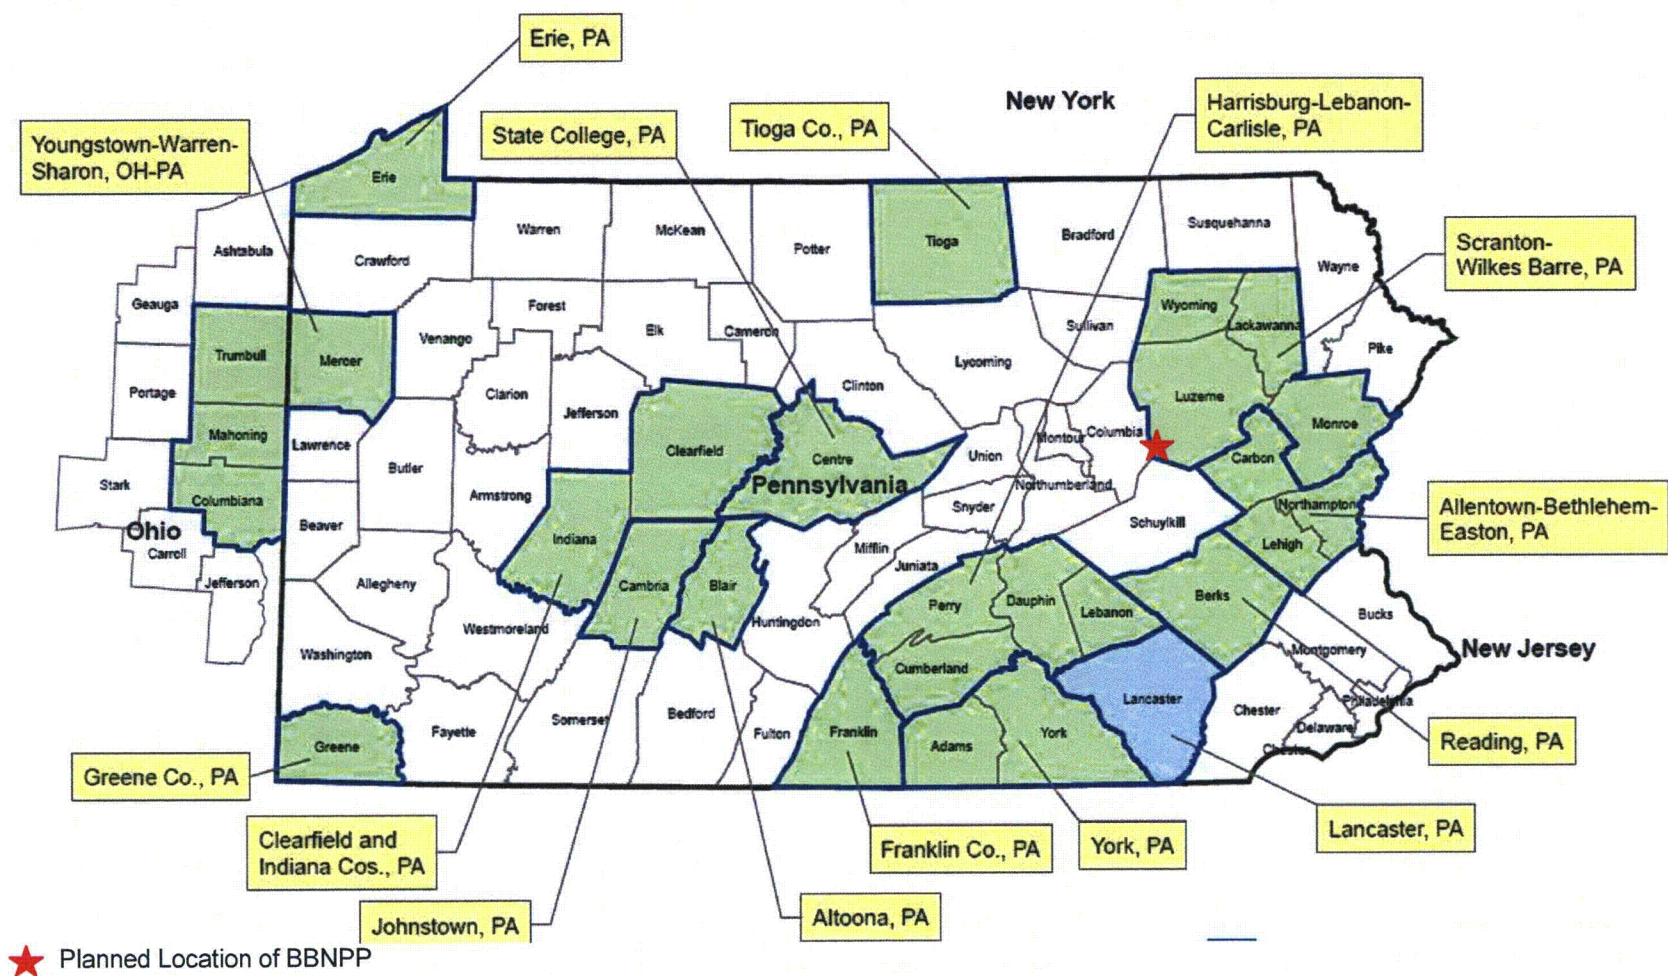 Erie, PA
New York
Harrisburg-Lebanon-
Carlisle, PA
Tioga Co., PA
State College, PA
Youngstown-Warren-
Sharon, OH-PA
Erie
Scranton-
Wilkes Barre, PA
Ashtabula
Crawford
Warren
McKean
Potter
Tioga
Bradford
Susquehanna
Wayne
Geauga
Forest
Venango
Elk
Cameron
Sullivan
Wyoming
Lackawanna
Trumbull
Mercer
Lycoming
Pike
Portage
Clarion
Jefferson
Clinton
Luzerne
Monroe
Mahoning
Lawrence
Butler
Clearfield
Centre
Union
Montour
Columbia
Carbon
Stark
Columbiana
Armstrong
Pennsylvania
Northumberland
Snyder
Northampton
Allentown-Bethlehem-
Easton, PA
Ohio
Carroll
Beaver
Indiana
Mifflin
Schuylkill
Lehigh
Jefferson
Allegheny
Cambria
Blair
Juniata
Perry
Dauphin
Lebanon
Berks
Bucks
Westmoreland
Huntingdon
Washington
Cumberland
Montgomery
New Jersey
Lancaster
Philadelphia
Chester
Delaware
Chester
Greene
Fayette
Somerset
Bedford
Fulton
Franklin
Adams
York
Reading, PA
Greene Co., PA
Clearfield and
Indiana Cos., PA
Franklin Co., PA
York, PA
Lancaster, PA
Johnstown, PA
Altoona, PA
Planned Location of BBNPP